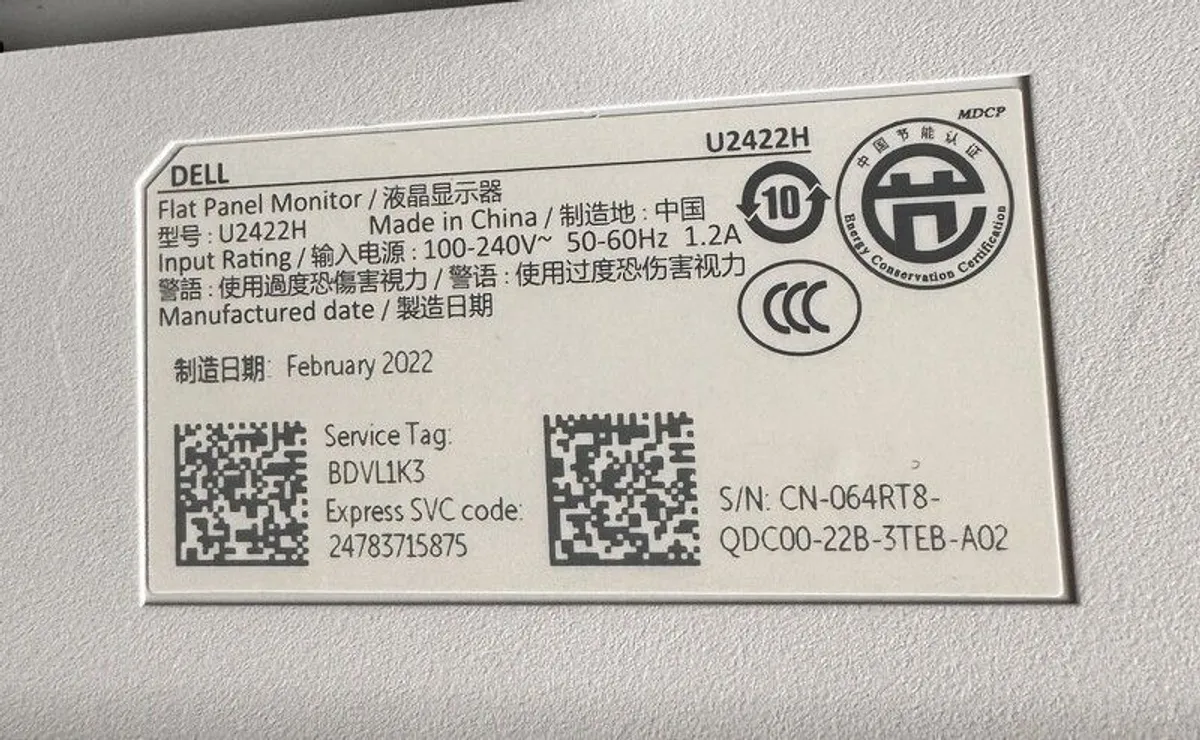 MDCP
DELL U2422H
Flat Panel Monitor / 液晶显示器
型号 : U2422H Made in China / 制造地 : 中国
Input Rating / 输入电源 : 100-240V~ 50-60Hz 1.2A
警語 : 使用過度恐傷害視力 / 警语 : 使用过度恐伤害视力
Manufactured date / 製造日期
10
中国节能认证
Energy Conservation Certification
CCC
制造日期: February 2022
Service Tag:
BDVL1K3
Express SVC code:
24783715875
S/N: CN-064RT8-
QDC00-22B-3TEB-A02